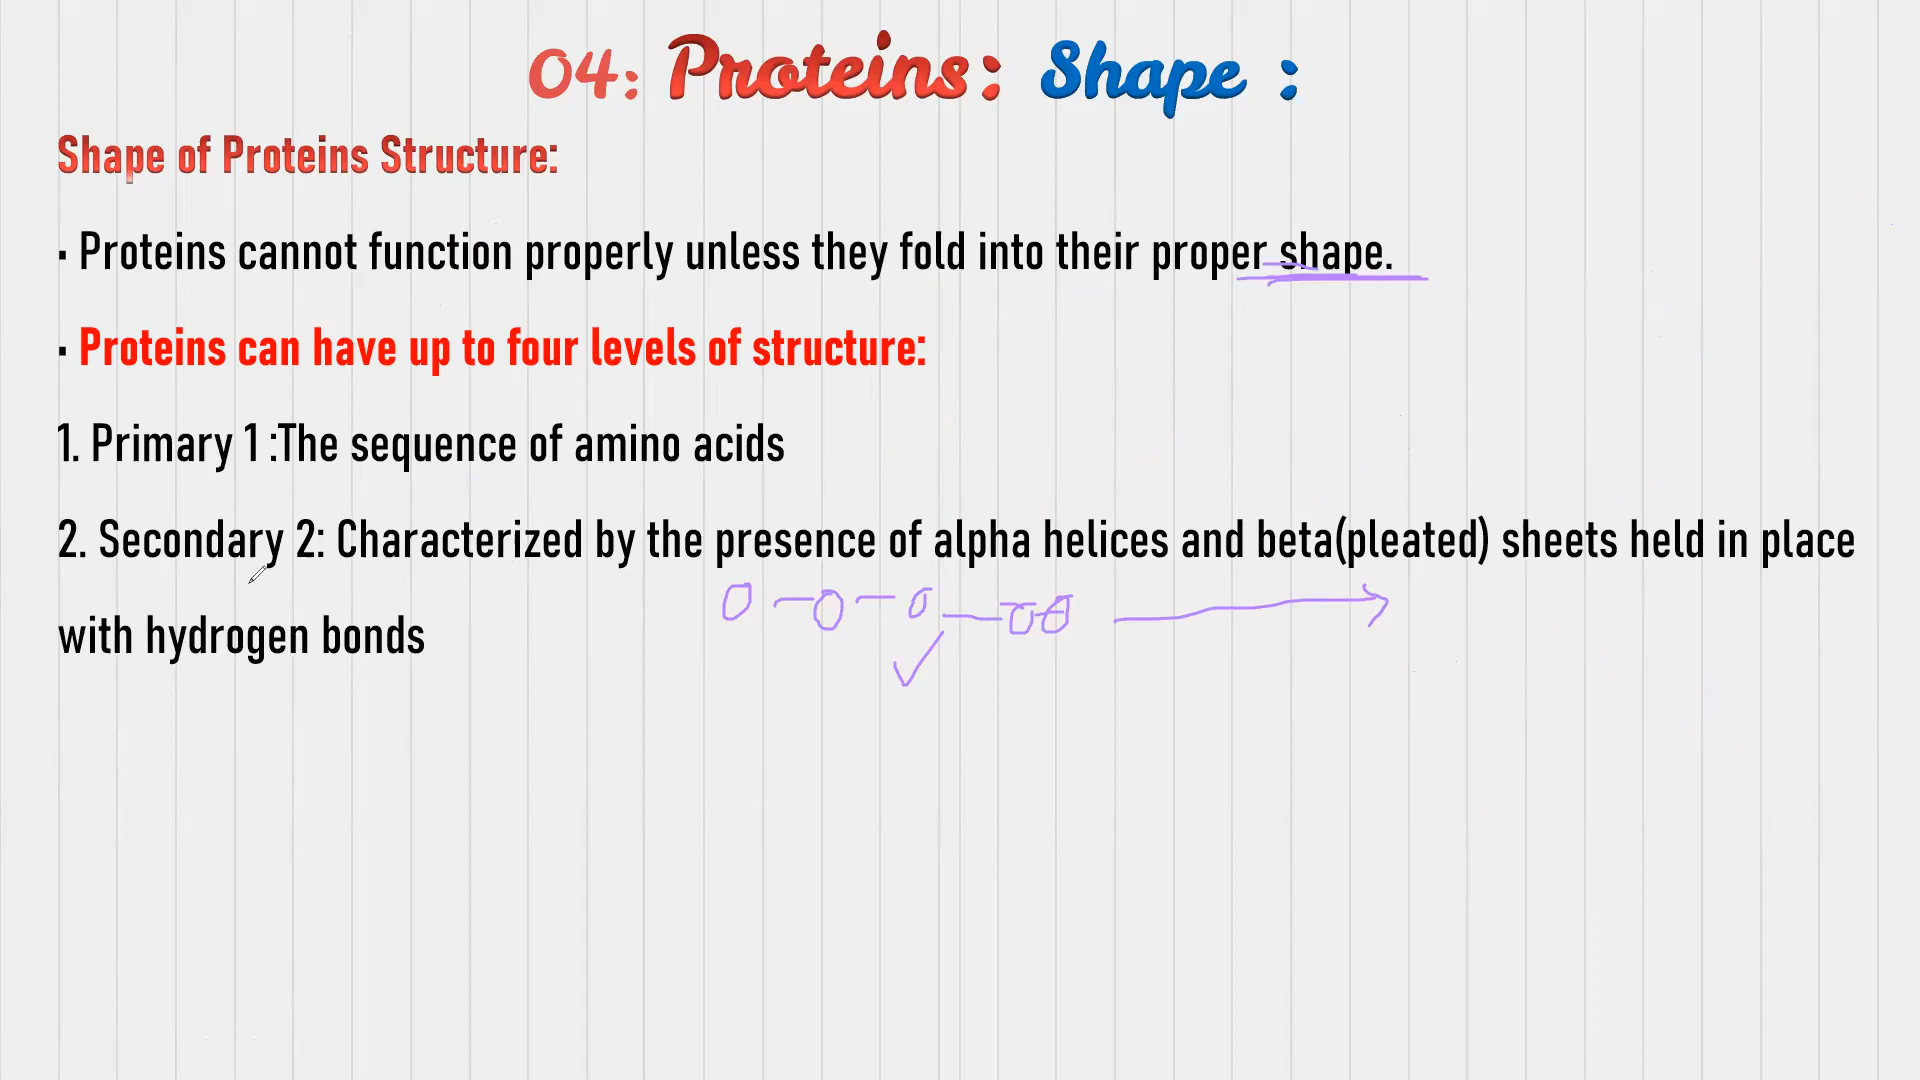 04: Proteins: Shape :
Shape of Proteins Structure:
· Proteins cannot function properly unless they fold into their proper shape.
· Proteins can have up to four levels of structure:
1. Primary 1 :The sequence of amino acids
2. Secondary 2: Characterized by the presence of alpha helices and beta(pleated) sheets held in place
with hydrogen bonds